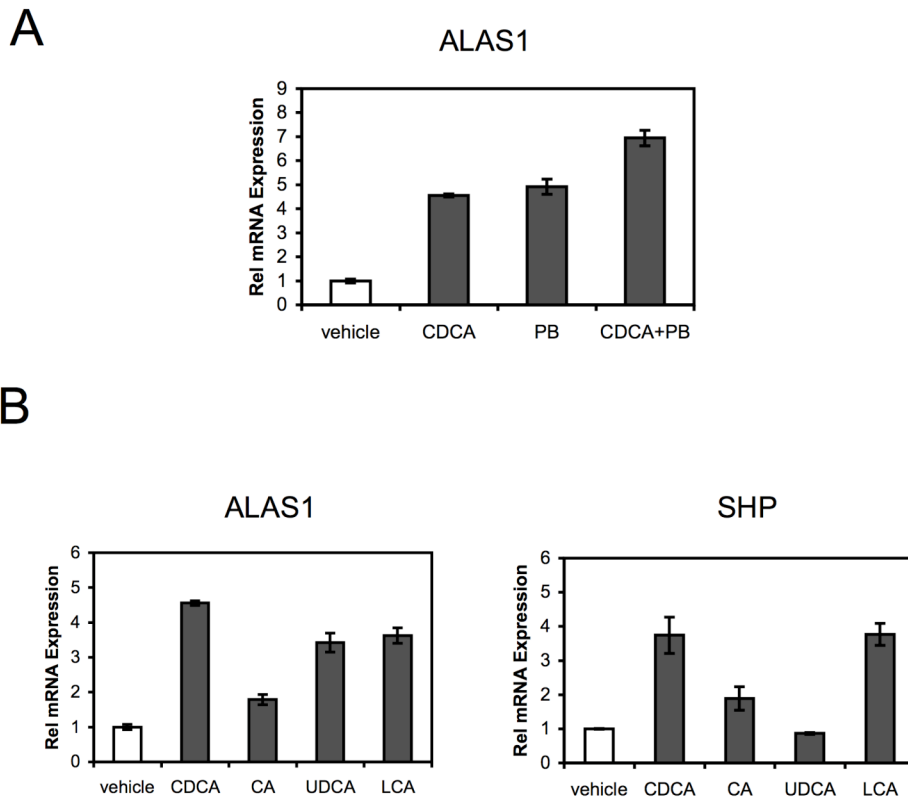 A
ALAS1
Rel mRNA Expression
9
8
7
6
5
4
3
2
1
0
vehicle CDCA PB CDCA+PB
B
ALAS1
Rel mRNA Expression
6
5
4
3
2
1
0
vehicle CDCA CA UDCA LCA
SHP
Rel mRNA Expression
6
5
4
3
2
1
0
vehicle CDCA CA UDCA LCA